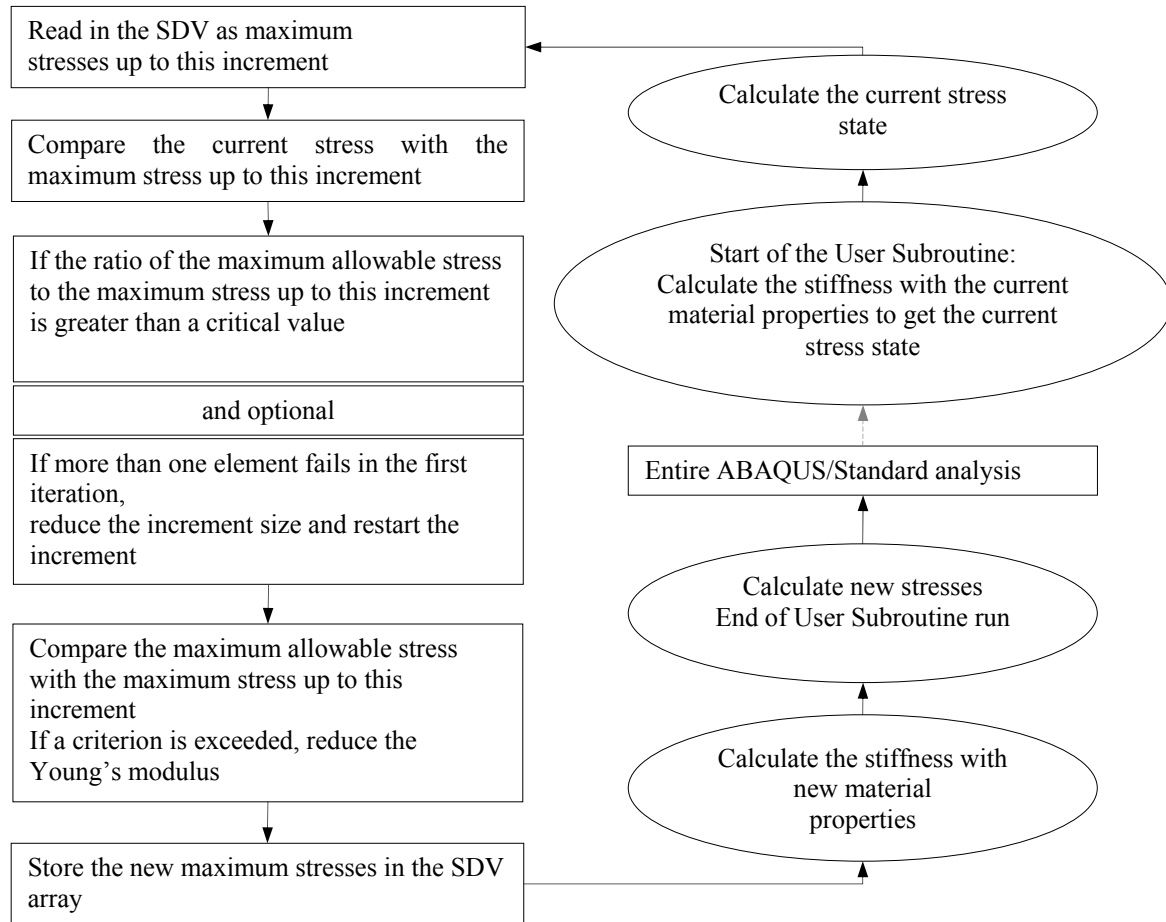 Read in the SDV as maximum
stresses up to this increment
Compare the current stress with the
maximum stress up to this increment
If the ratio of the maximum allowable stress
to the maximum stress up to this increment
is greater than a critical value
and optional
If more than one element fails in the first
iteration,
reduce the increment size and restart the
increment
Compare the maximum allowable stress
with the maximum stress up to this
increment
If a criterion is exceeded, reduce the
Young’s modulus
Store the new maximum stresses in the SDV
array
Calculate the current stress
state
Start of the User Subroutine:
Calculate the stiffness with the current
material properties to get the current
stress state
Entire ABAQUS/Standard analysis
Calculate new stresses
End of User Subroutine run
Calculate the stiffness with
new material
properties